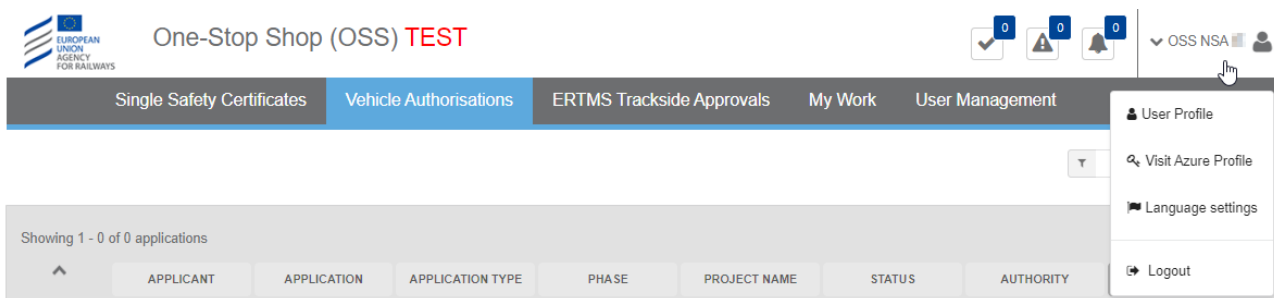 EUROPEAN
UNION
AGENCY
FOR RAILWAYS
One-Stop Shop (OSS) TEST
0
0
0
OSS NSA
Single Safety Certificates
Vehicle Authorisations
ERTMS Trackside Approvals
My Work
User Management
User Profile
Visit Azure Profile
Language settings
Logout
Showing 1 - 0 of 0 applications
APPLICANT
APPLICATION
APPLICATION TYPE
PHASE
PROJECT NAME
STATUS
AUTHORITY